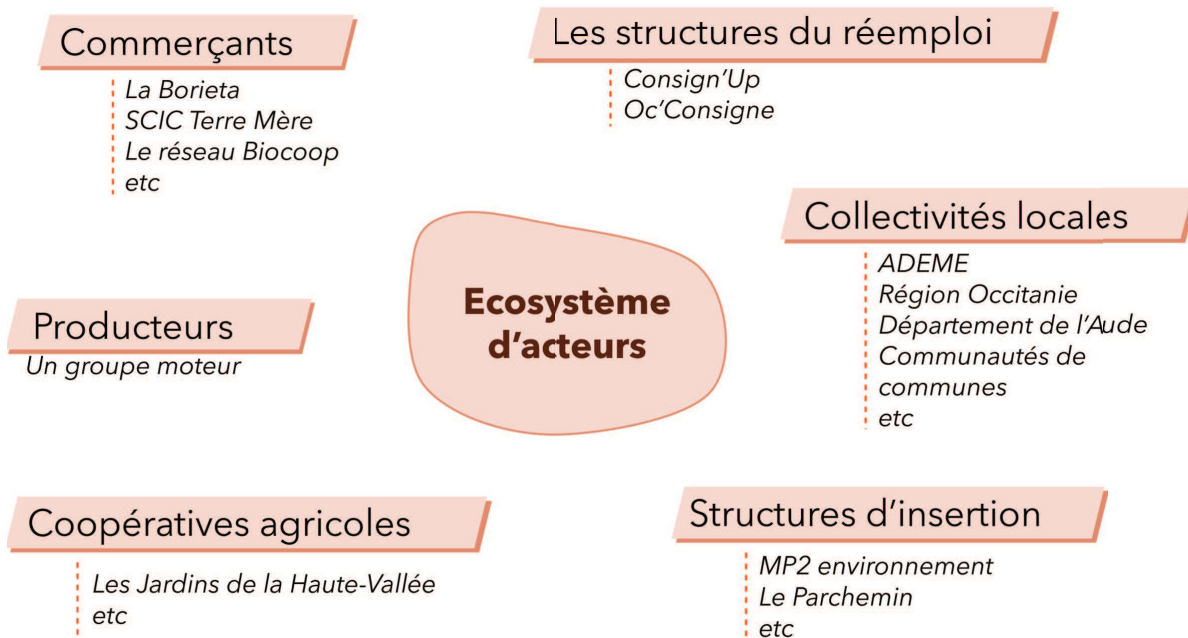 Commerçants
La Borieta
SCIC Terre Mère
Le réseau Biocoop
etc
Les structures du réemploi
Consign'Up
Oc'Consigne
Collectivités locales
ADEME
Région Occitanie
Département de l'Aude
Communautés de
communes
etc
Ecosystème
d'acteurs
Producteurs
Un groupe moteur
Coopératives agricoles
Les Jardins de la Haute-Vallée
etc
Structures d'insertion
MP2 environnement
Le Parchemin
etc